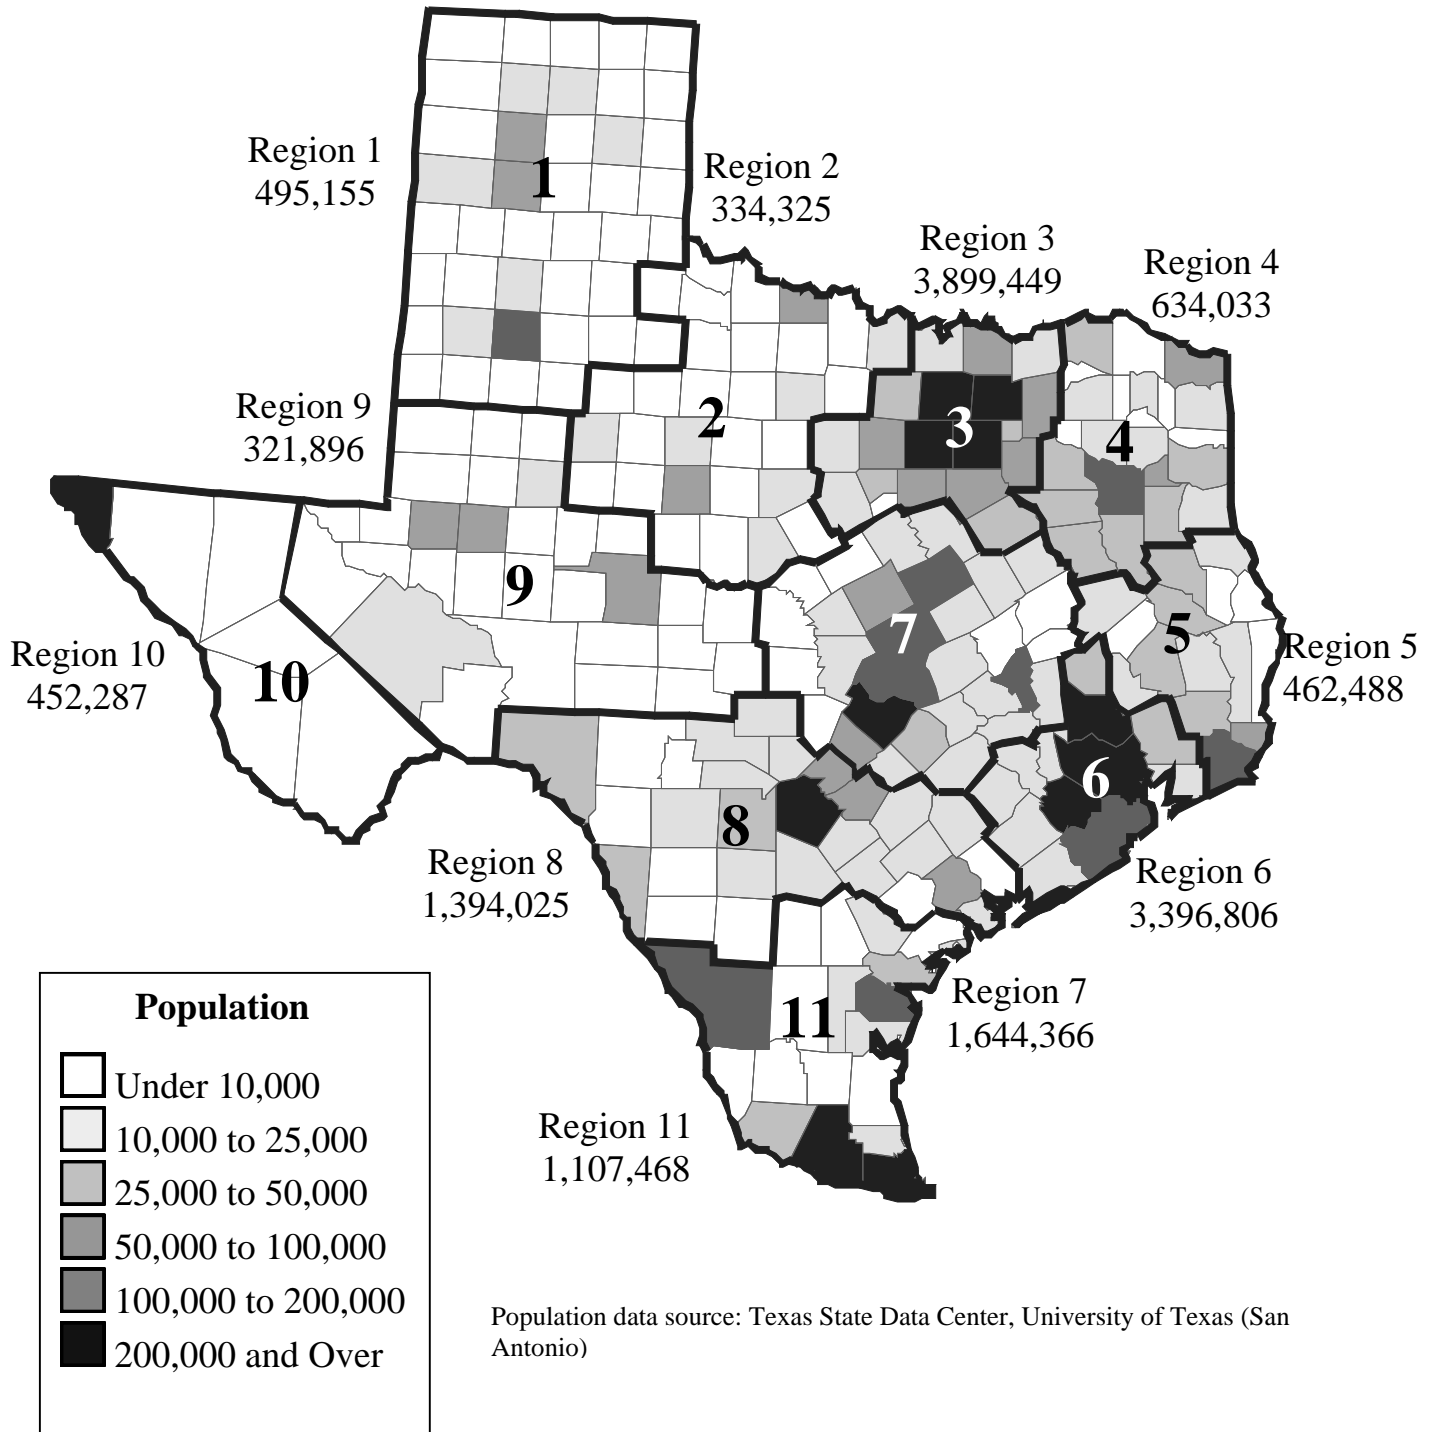 Region 1
495,155
1
Region 2
334,325
Region 3
3,899,449
Region 4
634,033
Region 9
321,896
2
3
4
9
7
5
Region 10
452,287
10
Region 5
462,488
6
8
Region 8
1,394,025
Region 6
3,396,806
11
Region 7
1,644,366
Region 11
1,107,468
Population
Under 10,000
10,000 to 25,000
25,000 to 50,000
50,000 to 100,000
100,000 to 200,000
200,000 and Over
Population data source: Texas State Data Center, University of Texas (San
Antonio)